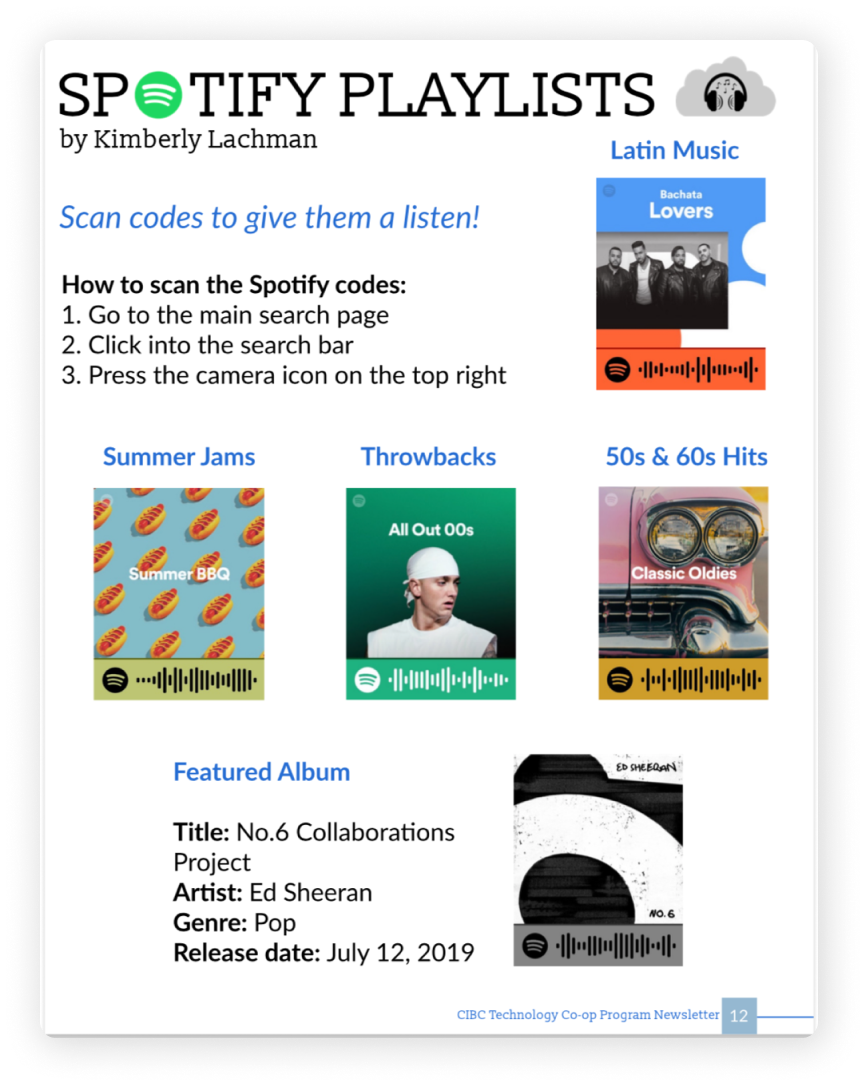 SPOTIFY PLAYLISTS
by Kimberly Lachman
Scan codes to give them a listen!
How to scan the Spotify codes:
1. Go to the main search page
2. Click into the search bar
3. Press the camera icon on the top right
Latin Music
Bachata
Lovers
Summer Jams
Summer BBQ
Throwbacks
All Out 00s
50s & 60s Hits
Classic Oldies
Featured Album
Title: No.6 Collaborations
Project
Artist: Ed Sheeran
Genre: Pop
Release date: July 12, 2019
ED SHEERAN
NO.6
CIBC Technology Co-op Program Newsletter 12